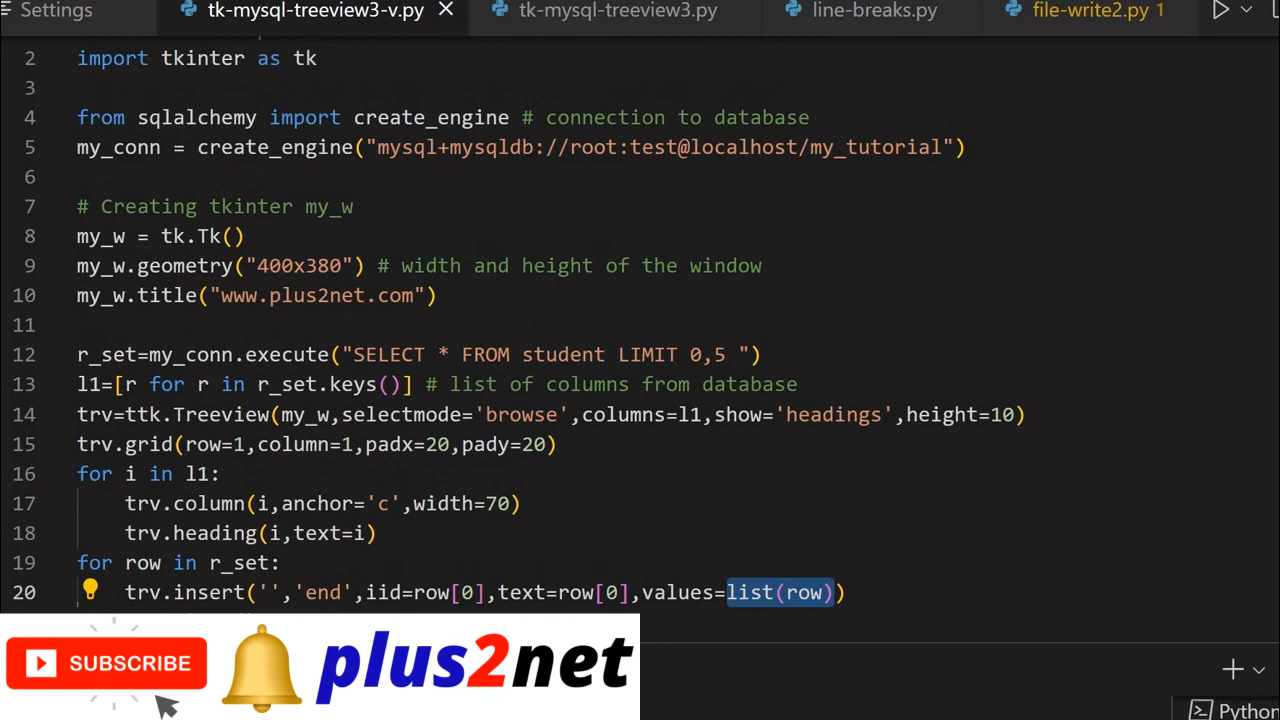 Settings
tk-mysql-treeview3-v.py
tk-mysql-treeview3.py
line-breaks.py
file-write2.py 1
2 import tkinter as tk
3
4 from sqlalchemy import create_engine # connection to database
5 my_conn = create_engine("mysql+mysqldb://root:test@localhost/my_tutorial")
6
7 # Creating tkinter my_w
8 my_w = tk.Tk()
9 my_w.geometry("400x380") # width and height of the window
10 my_w.title("www.plus2net.com")
11
12 r_set=my_conn.execute("SELECT * FROM student LIMIT 0,5 ")
13 l1=[r for r in r_set.keys()] # list of columns from database
14 trv=ttk.Treeview(my_w,selectmode='browse',columns=l1,show='headings',height=10)
15 trv.grid(row=1,column=1,padx=20,pady=20)
16 for i in l1:
17 trv.column(i,anchor='c',width=70)
18 trv.heading(i,text=i)
19 for row in r_set:
20 trv.insert('','end',iid=row[0],text=row[0],values=list(row))
SUBSCRIBE
plus2net
Python